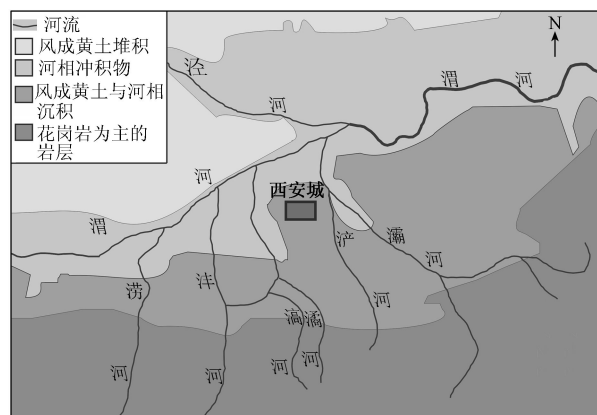 河流
风成黄土堆积
河相冲积物
风成黄土与河相
沉积
花岗岩为主的
岩层
N
泾
河
渭
河
渭
河
西安城
涝
河
沣
河
滈
河
潏
河
浐
河
灞
河